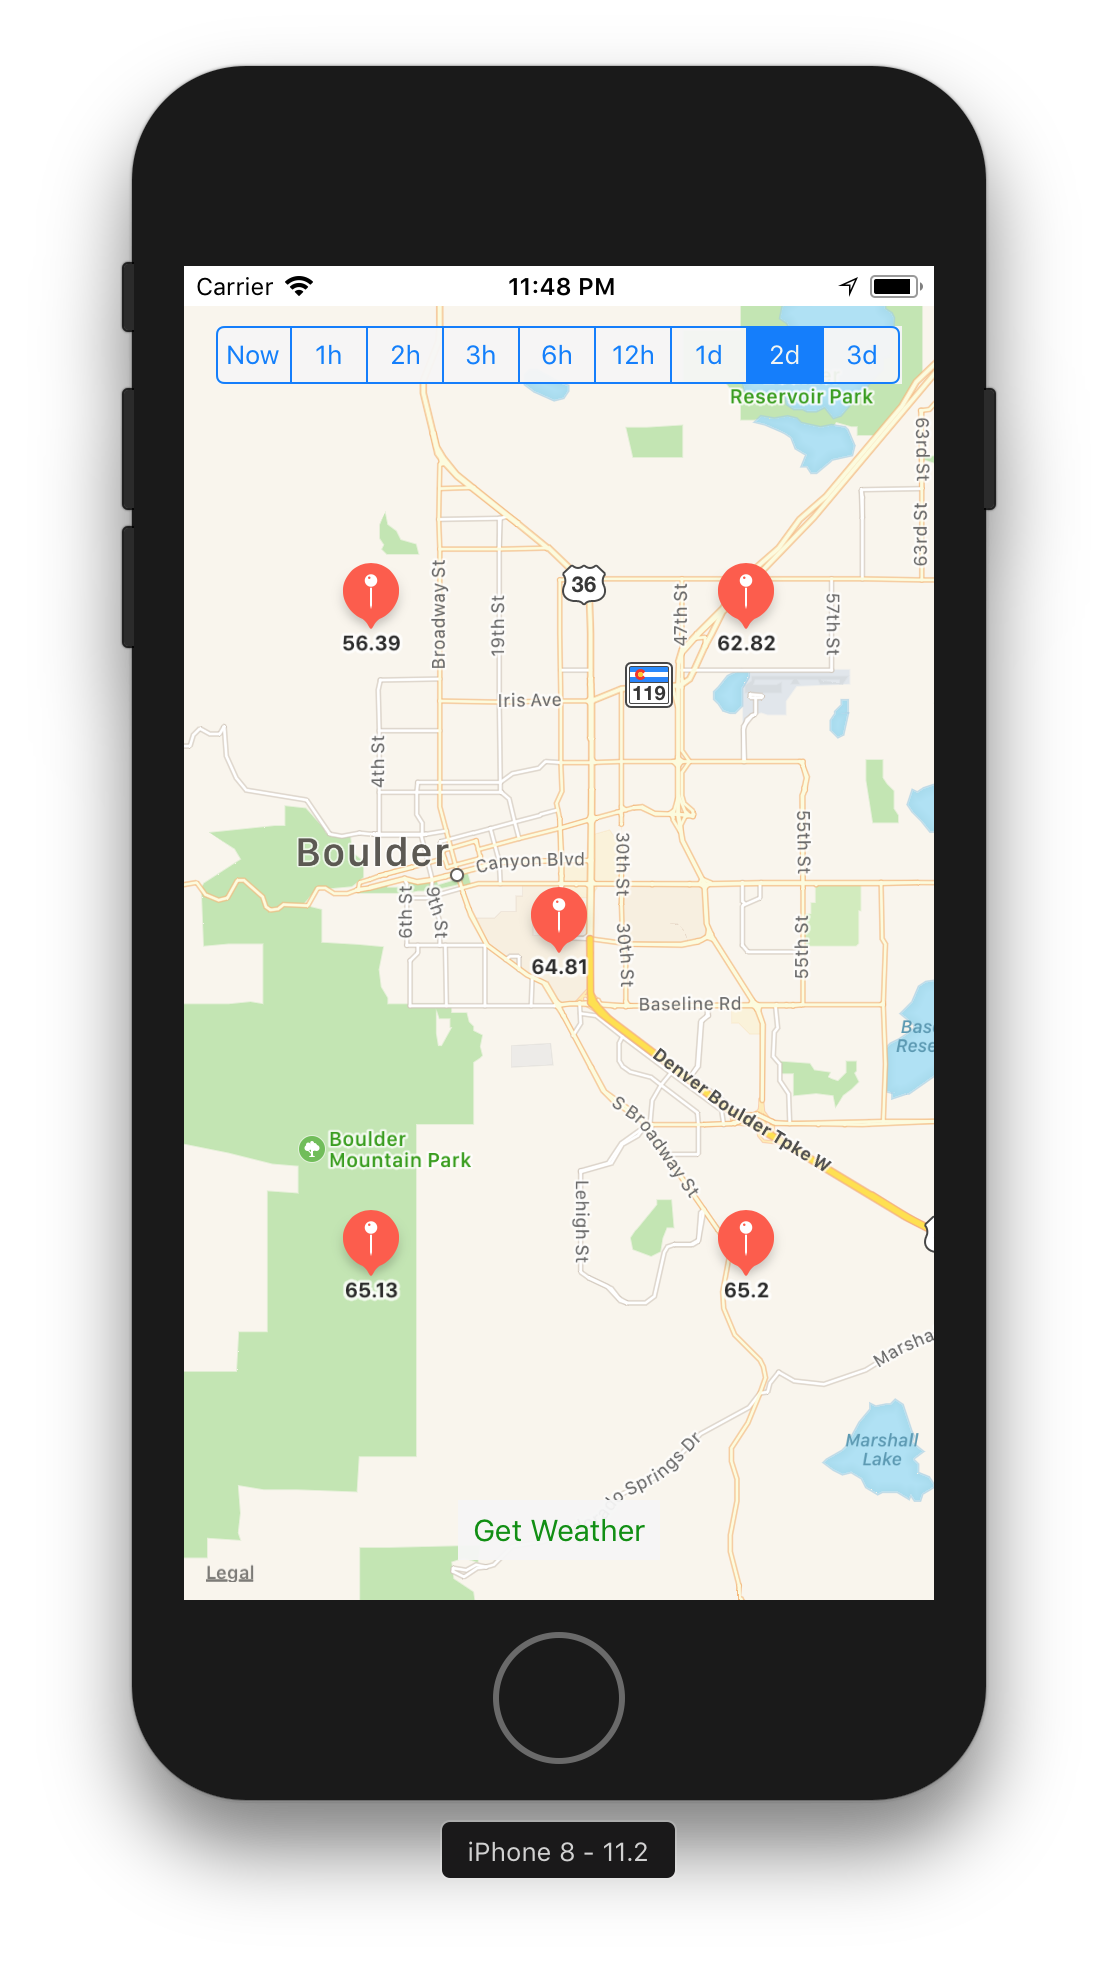 Carrier
11:48 PM
Now 1h 2h 3h 6h 12h 1d 2d 3d
Reservoir Park
63rd St
63rd St
36
Broadway St
19th St
47th St
57th St
56.39
62.82
119
Iris Ave
4th St
55th St
30th St
Boulder
Canyon Blvd
6th St
9th St
30th St
55th St
64.81
Baseline Rd
Bas
Rese
Denver Boulder Tpke W
S Broadway St
Boulder
Mountain Park
Lehigh St
65.13
65.2
Marsha
Marshall
Lake
do Springs Dr
Get Weather
Legal
iPhone 8 - 11.2